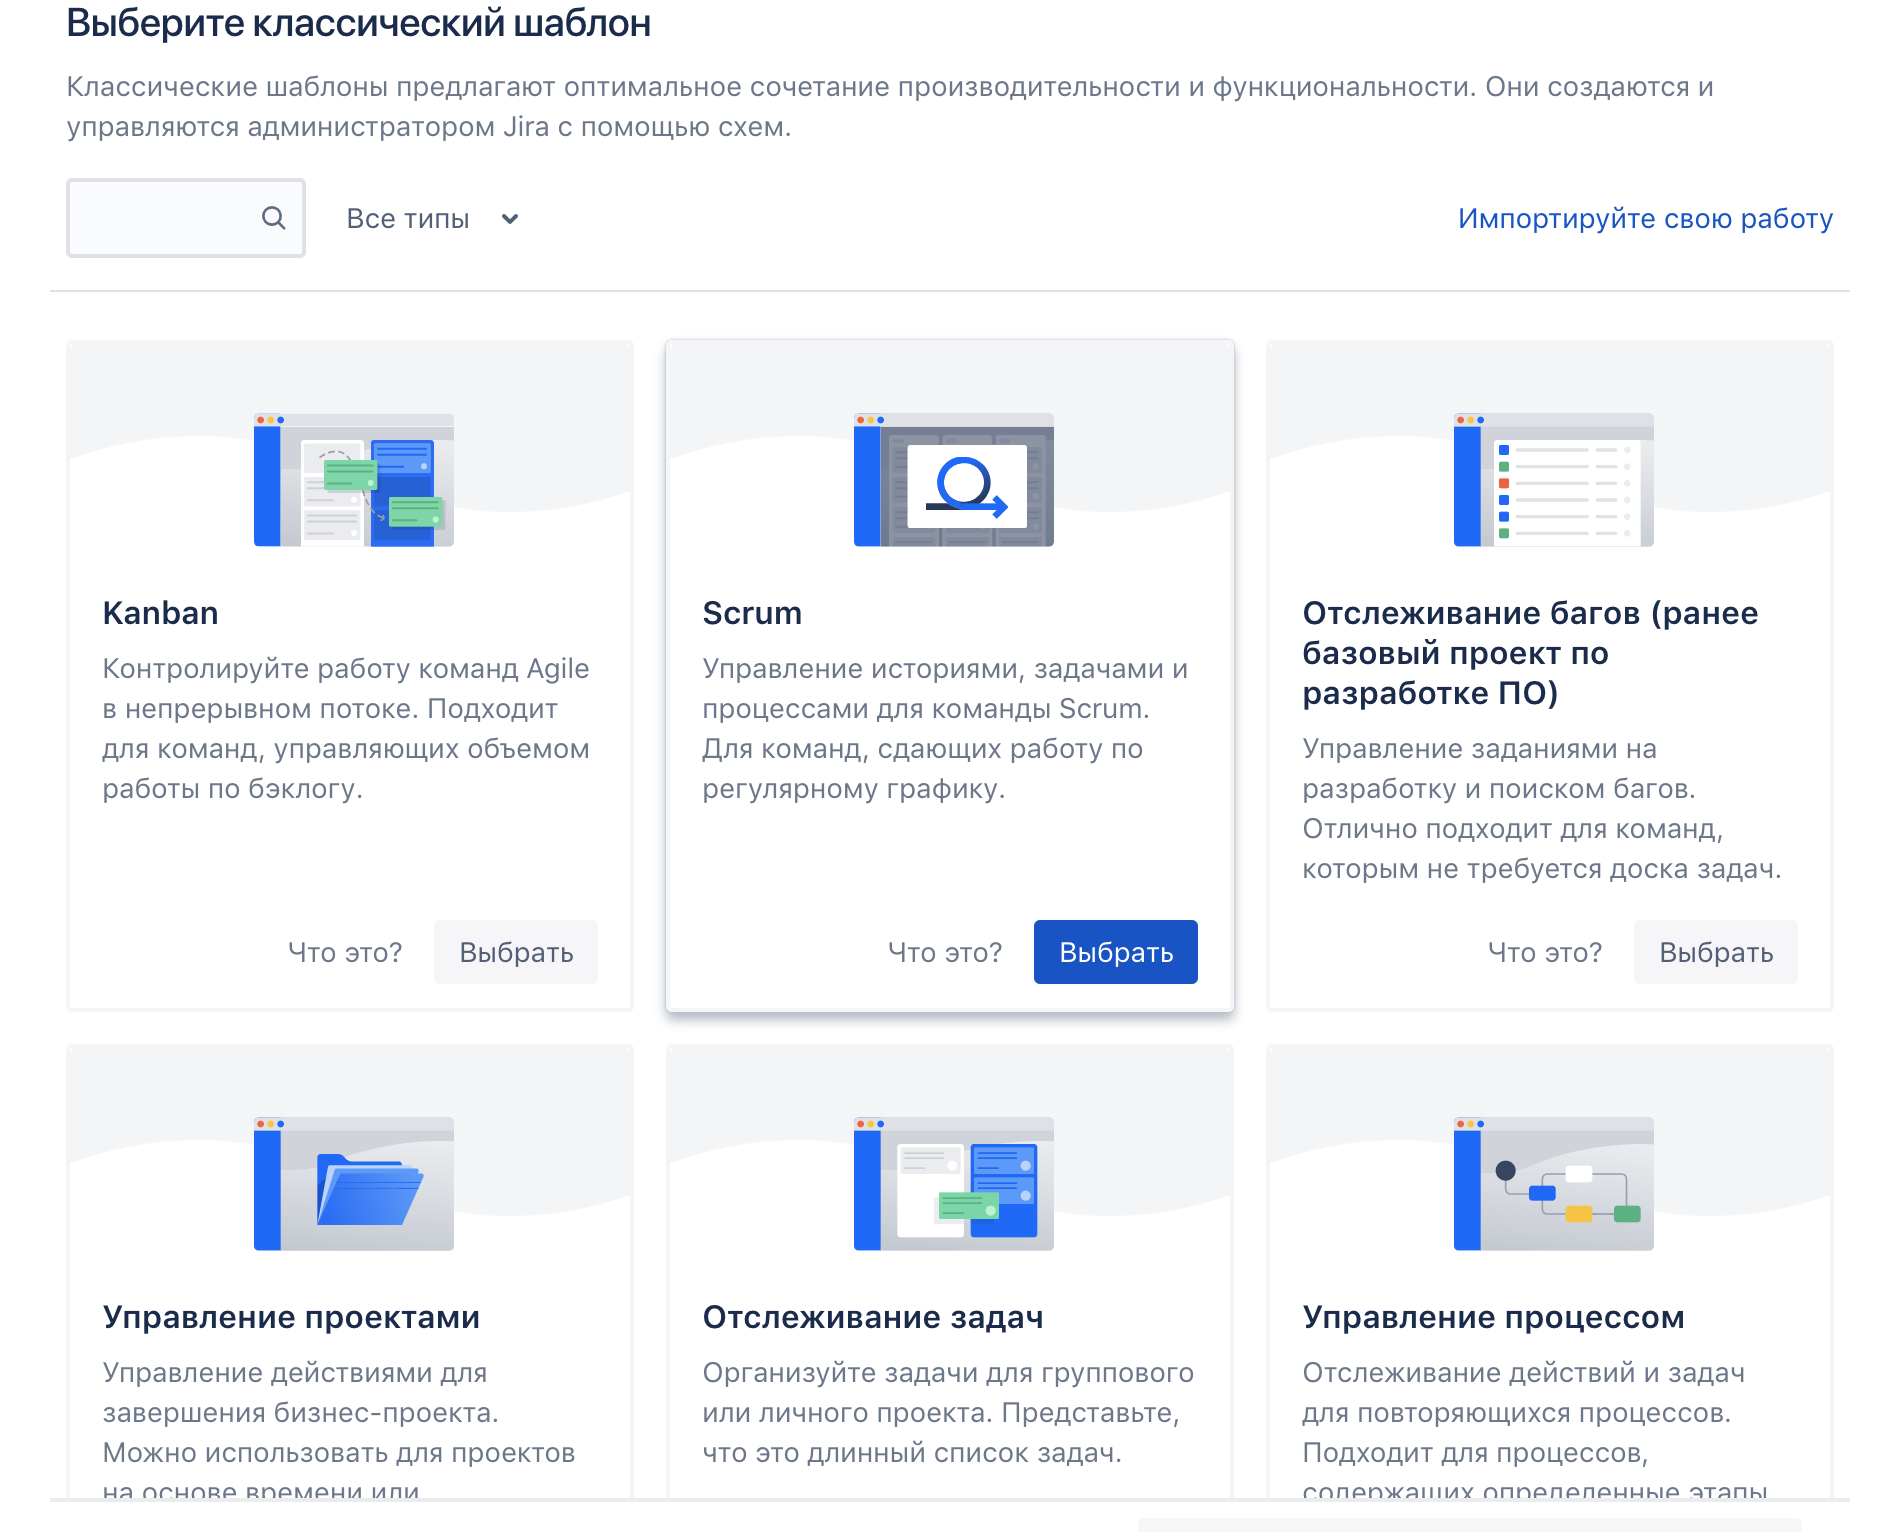 Выберите классический шаблон
Классические шаблоны предлагают оптимальное сочетание производительности и функциональности. Они создаются и
управляются администратором Jira с помощью схем.
Все типы
Импортируйте свою работу
Kanban
Контролируйте работу команд Agile
в непрерывном потоке. Подходит
для команд, управляющих объемом
работы по бэклогу.
Что это?
Выбрать
Scrum
Управление историями, задачами и
процессами для команды Scrum.
Для команд, сдающих работу по
регулярному графику.
Что это?
Выбрать
Отслеживание багов (ранее
базовый проект по
разработке ПО)
Управление заданиями на
разработку и поиском багов.
Отлично подходит для команд,
которым не требуется доска задач.
Что это?
Выбрать
Управление проектами
Управление действиями для
завершения бизнес-проекта.
Можно использовать для проектов
на основе времени или
Отслеживание задач
Организуйте задачи для группового
или личного проекта. Представьте,
что это длинный список задач.
Управление процессом
Отслеживание действий и задач
для повторяющихся процессов.
Подходит для процессов,
содержащих определенные этапы